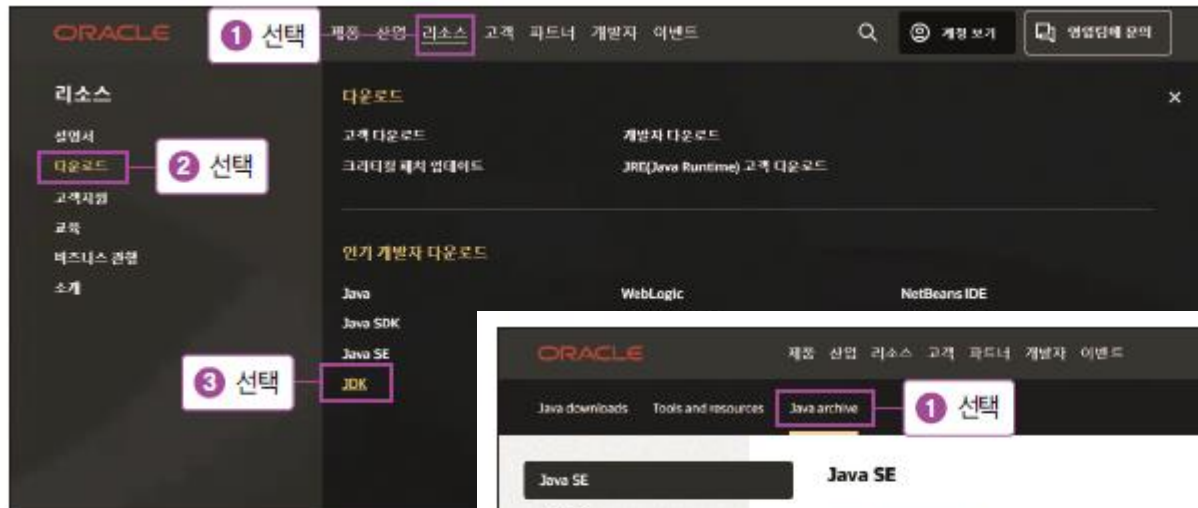 ORACLE
1 선택
제품 산업 리소스 고객 파트너 개발자 이벤트
계정 보기
영업팀에 문의
리소스
설명서
다운로드
2 선택
고객지원
교육
비즈니스 관행
소개
다운로드
고객 다운로드
개발자 다운로드
크리티컬 패치 업데이트
JRE(Java Runtime) 고객 다운로드
인기 개발자 다운로드
Java
WebLogic
NetBeans IDE
Java SDK
Java SE
3 선택
JDK
ORACLE
제품 산업 리소스 고객 파트너 개발자 이벤트
Java downloads Tools and resources Java archive
1 선택
Java SE
Java SE